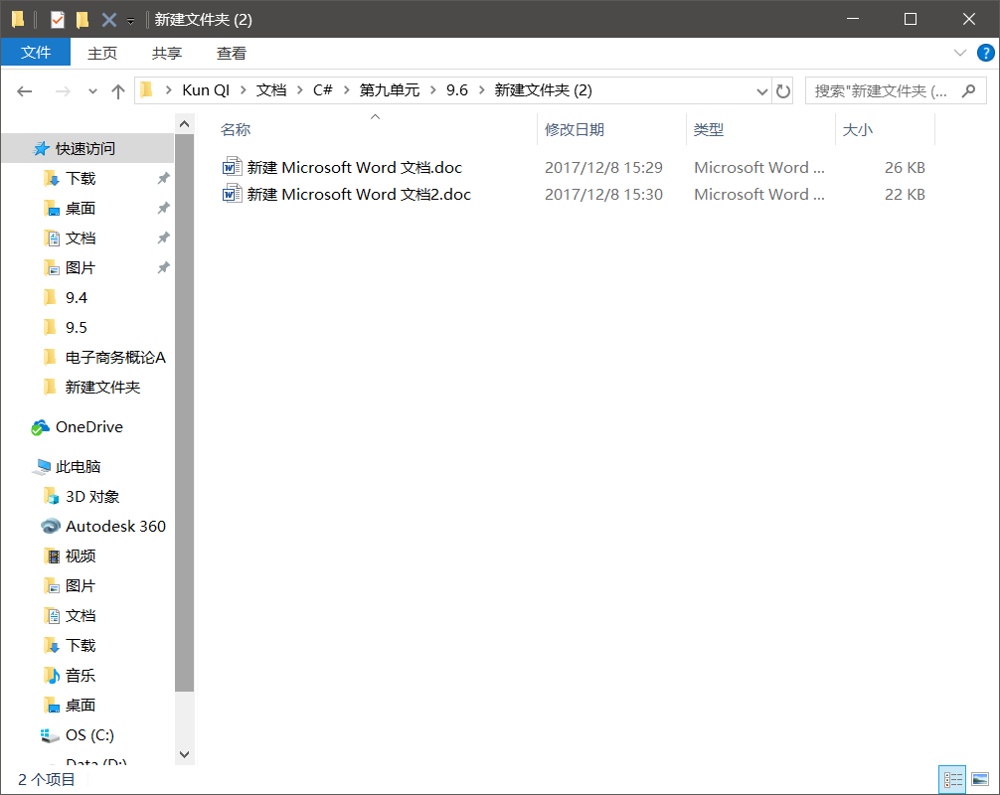 新建文件夹 (2)
文件 主页 共享 查看
Kun QI 文档 C# 第九单元 9.6 新建文件夹 (2) 搜索"新建文件夹 (...
名称 修改日期 类型 大小
新建 Microsoft Word 文档.doc 2017/12/8 15:29 Microsoft Word ... 26 KB
新建 Microsoft Word 文档2.doc 2017/12/8 15:30 Microsoft Word ... 22 KB
快速访问
下载
桌面
文档
图片
9.4
9.5
电子商务概论A
新建文件夹
OneDrive
此电脑
3D 对象
Autodesk 360
视频
图片
文档
下载
音乐
桌面
OS (C:)
Data (D:)
2 个项目